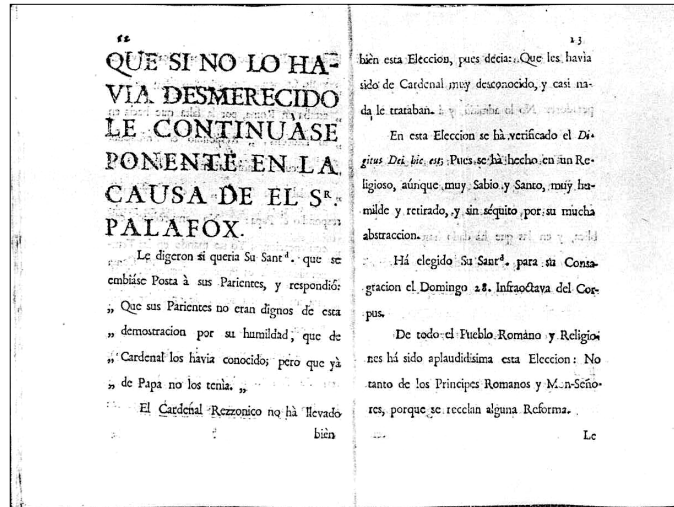 12
QUE SI NO LO HA-
VIA DESMERECIDO
LE CONTINUASE
PONENTE EN LA
CAUSA DE EL Sᴿ.
PALAFOX.
Le digeron si queria Su Santᵈ. que se
embiáse Posta à sus Parientes, y respondió:
„ Que sus Parientes no eran dignos de esta
„ demostracion por su humildad, que de
„ Cardenal los havia conocido; pero que yà
„ de Papa no los tenia. „
El Cardenal Rezzonico no hà llevado
bièn
13
bièn esta Eleccion, pues decia: Que les havia
sido de Cardenal muy desconocido, y casi na-
da le trataban.
En esta Eleccion se hà verificado el Di-
gitus Dei hic est; Pues se hà hecho en un Re-
ligioso, aúnque muy Sabio y Santo, muy hu-
milde y retirado, y sin séquito por su mucha
abstraccion.
Há elegido Su Santᵈ. para su Consa-
gracion el Domingo 28. Infraoctava del Cor-
pus.
De todo el Pueblo Romàno y Religio-
nes há sido aplaudidisima esta Eleccion: No
tanto de los Principes Romanos y Mon-Seño-
res, porque se recelan alguna Reforma.
Le